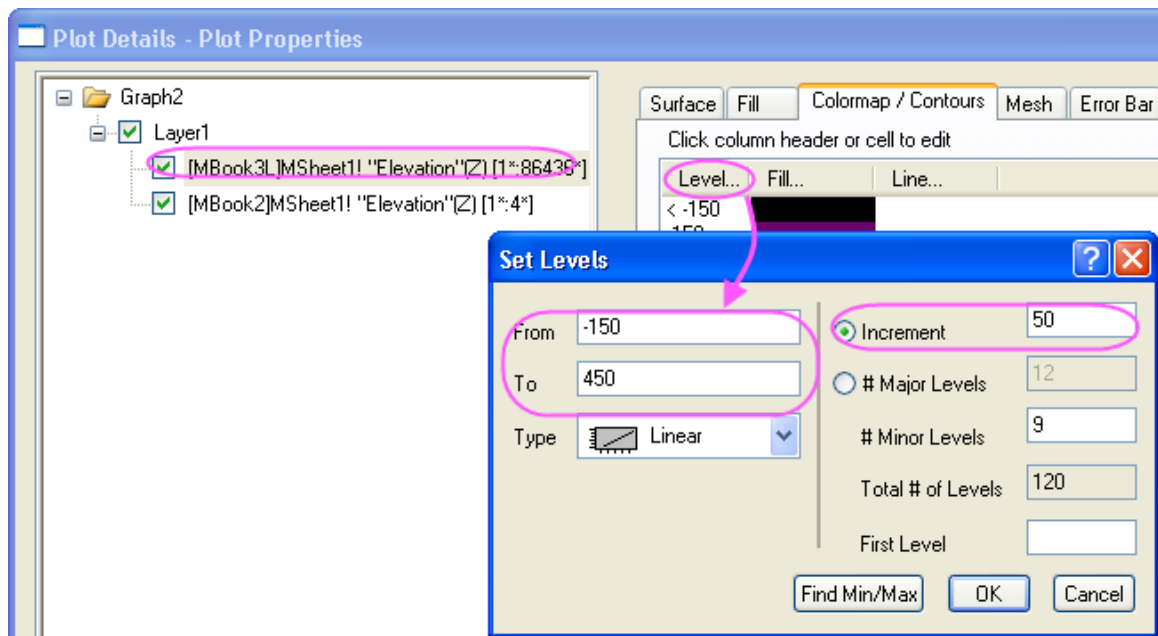 Plot Details - Plot Properties
Graph2
Layer1
[MBook3L]MSheet1! "Elevation"(Z) [1*:86436*]
[MBook2]MSheet1! "Elevation"(Z) [1*:4*]
Surface Fill Colormap / Contours Mesh Error Bar
Click column header or cell to edit
Level... Fill... Line...
< -150
Set Levels
From -150
To 450
Type Linear
Increment 50
# Major Levels 12
# Minor Levels 9
Total # of Levels 120
First Level
Find Min/Max OK Cancel